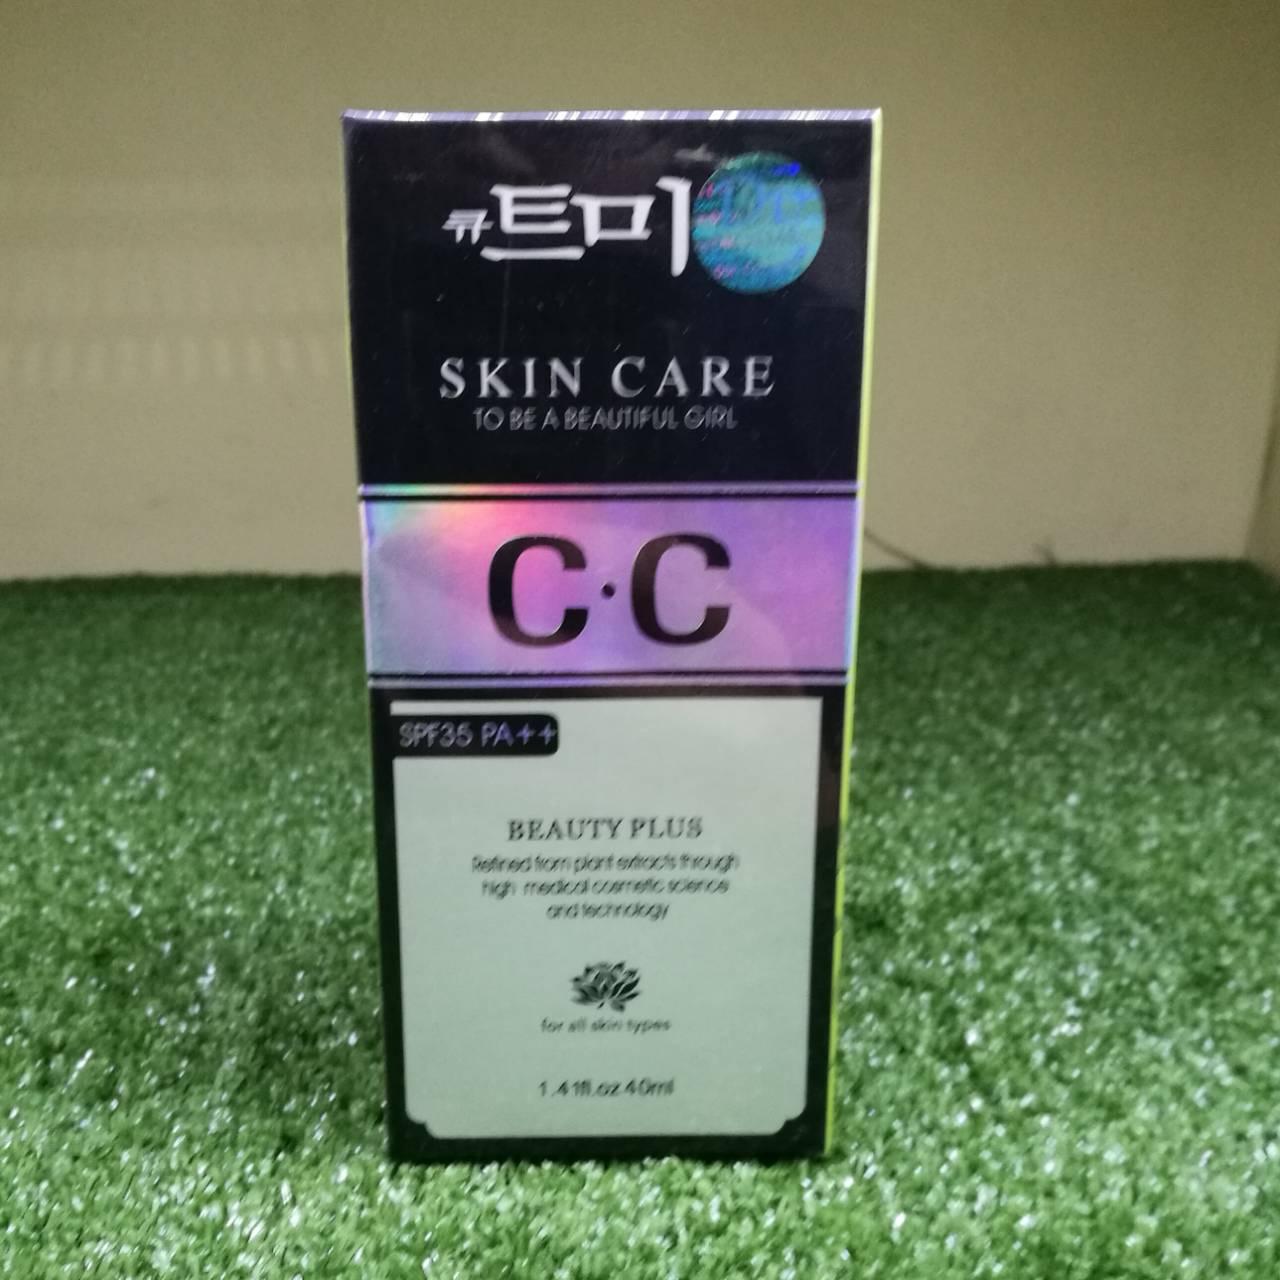 큐트미
SKIN CARE
TO BE A BEAUTIFUL GIRL
C·C
SPF35 PA++
BEAUTY PLUS
Refined from plant extracts through
high medical cosmetic science
and technology
for all skin types
1.41fl.oz 40ml